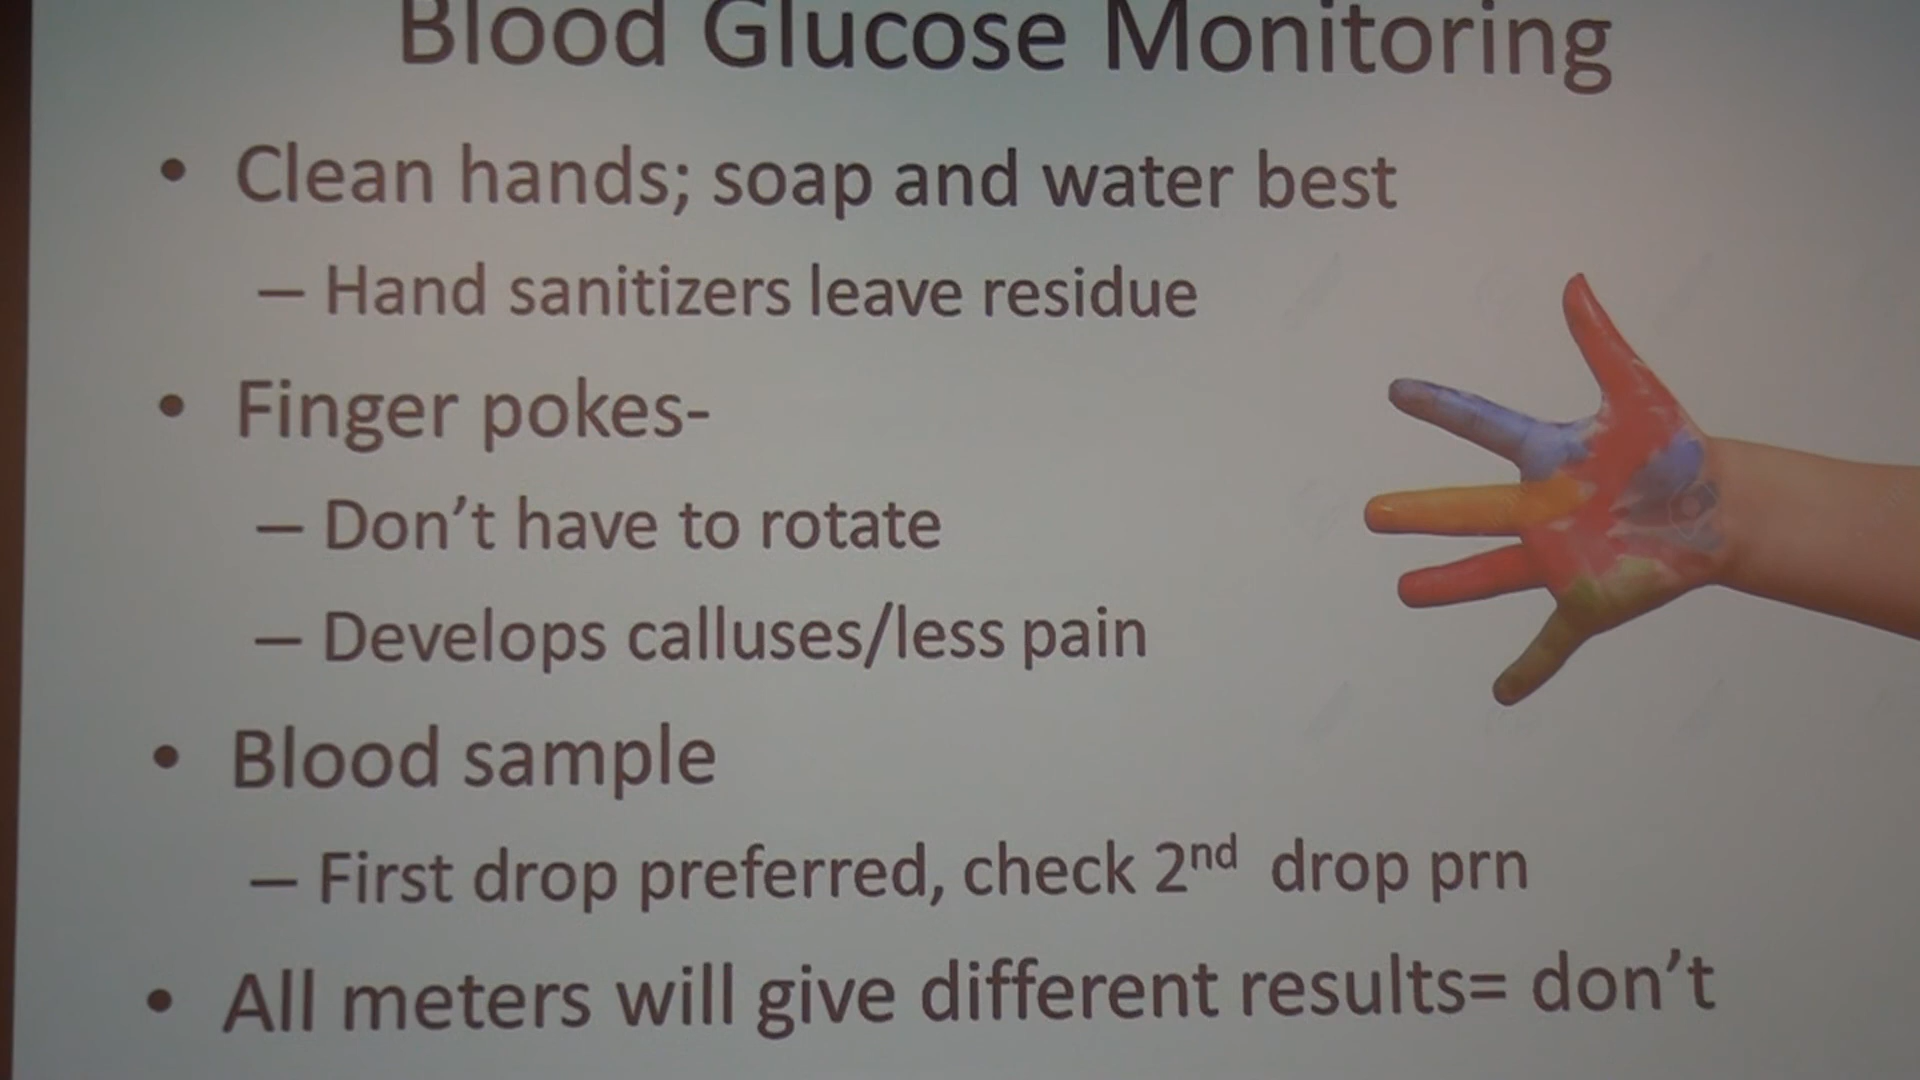 Blood Glucose Monitoring
• Clean hands; soap and water best
– Hand sanitizers leave residue
• Finger pokes-
– Don't have to rotate
– Develops calluses/less pain
• Blood sample
– First drop preferred, check 2nd drop prn
• All meters will give different results= don't